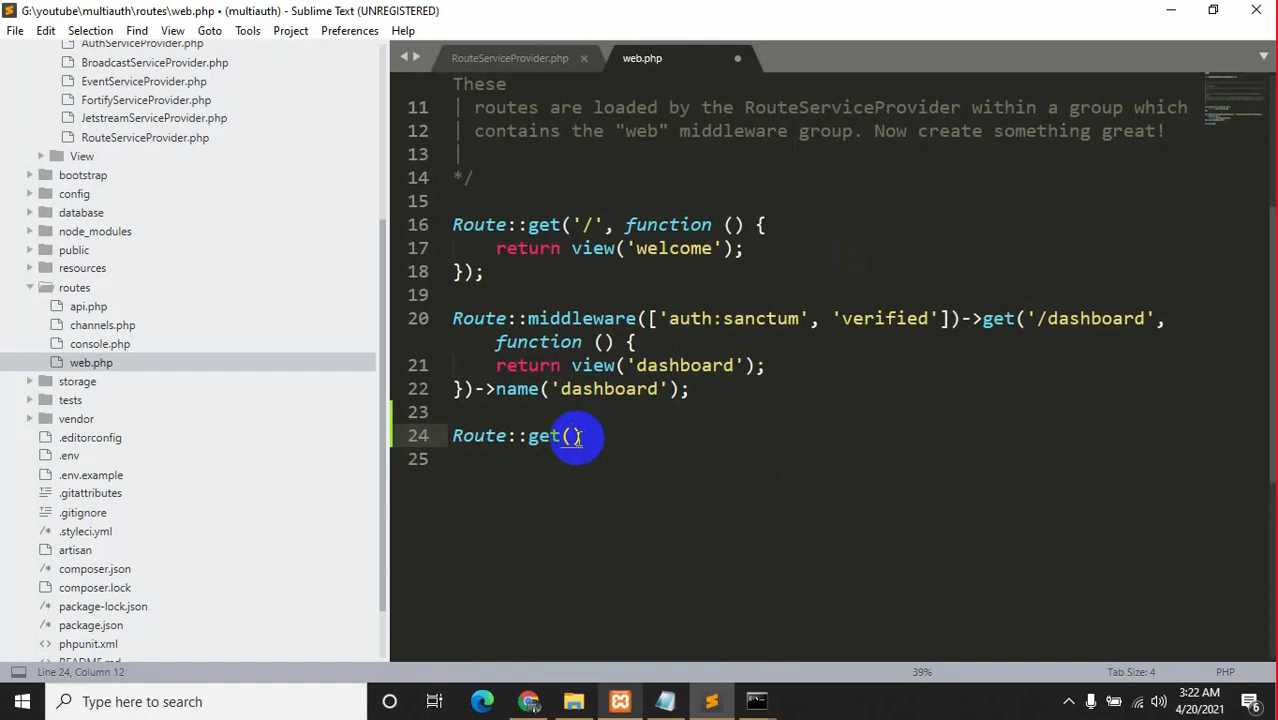 G:\youtube\multiauth\routes\web.php • (multiauth) - Sublime Text (UNREGISTERED)
File Edit Selection Find View Goto Tools Project Preferences Help
AuthServiceProvider.php
BroadcastServiceProvider.php
EventServiceProvider.php
FortifyServiceProvider.php
JetstreamServiceProvider.php
RouteServiceProvider.php
View
bootstrap
config
database
node_modules
public
resources
routes
api.php
channels.php
console.php
web.php
storage
tests
vendor
.editorconfig
.env
.env.example
.gitattributes
.gitignore
.styleci.yml
artisan
composer.json
composer.lock
package-lock.json
package.json
phpunit.xml
README.md
RouteServiceProvider.php
web.php
These
11 | routes are loaded by the RouteServiceProvider within a group which
12 | contains the "web" middleware group. Now create something great!
13 |
14 */
15
16 Route::get('/', function () {
17 return view('welcome');
18 });
19
20 Route::middleware(['auth:sanctum', 'verified'])->get('/dashboard',
function () {
21 return view('dashboard');
22 })->name('dashboard');
23
24 Route::get()
25
Line 24, Column 12
39%
Tab Size: 4
PHP
Type here to search
3:22 AM
4/20/2021
6